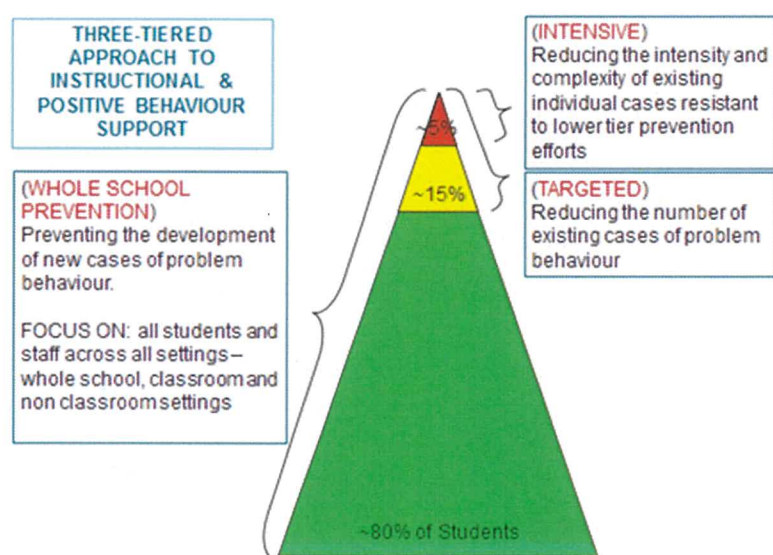 THREE-TIERED
APPROACH TO
INSTRUCTIONAL &
POSITIVE BEHAVIOUR
SUPPORT
(WHOLE SCHOOL
PREVENTION)
Preventing the development
of new cases of problem
behaviour.
FOCUS ON: all students and
staff across all settings–
whole school, classroom and
non classroom settings
(INTENSIVE)
Reducing the intensity and
complexity of existing
individual cases resistant
to lower tier prevention
efforts
(TARGETED)
Reducing the number of
existing cases of problem
behaviour
~5%
~15%
~80% of Students